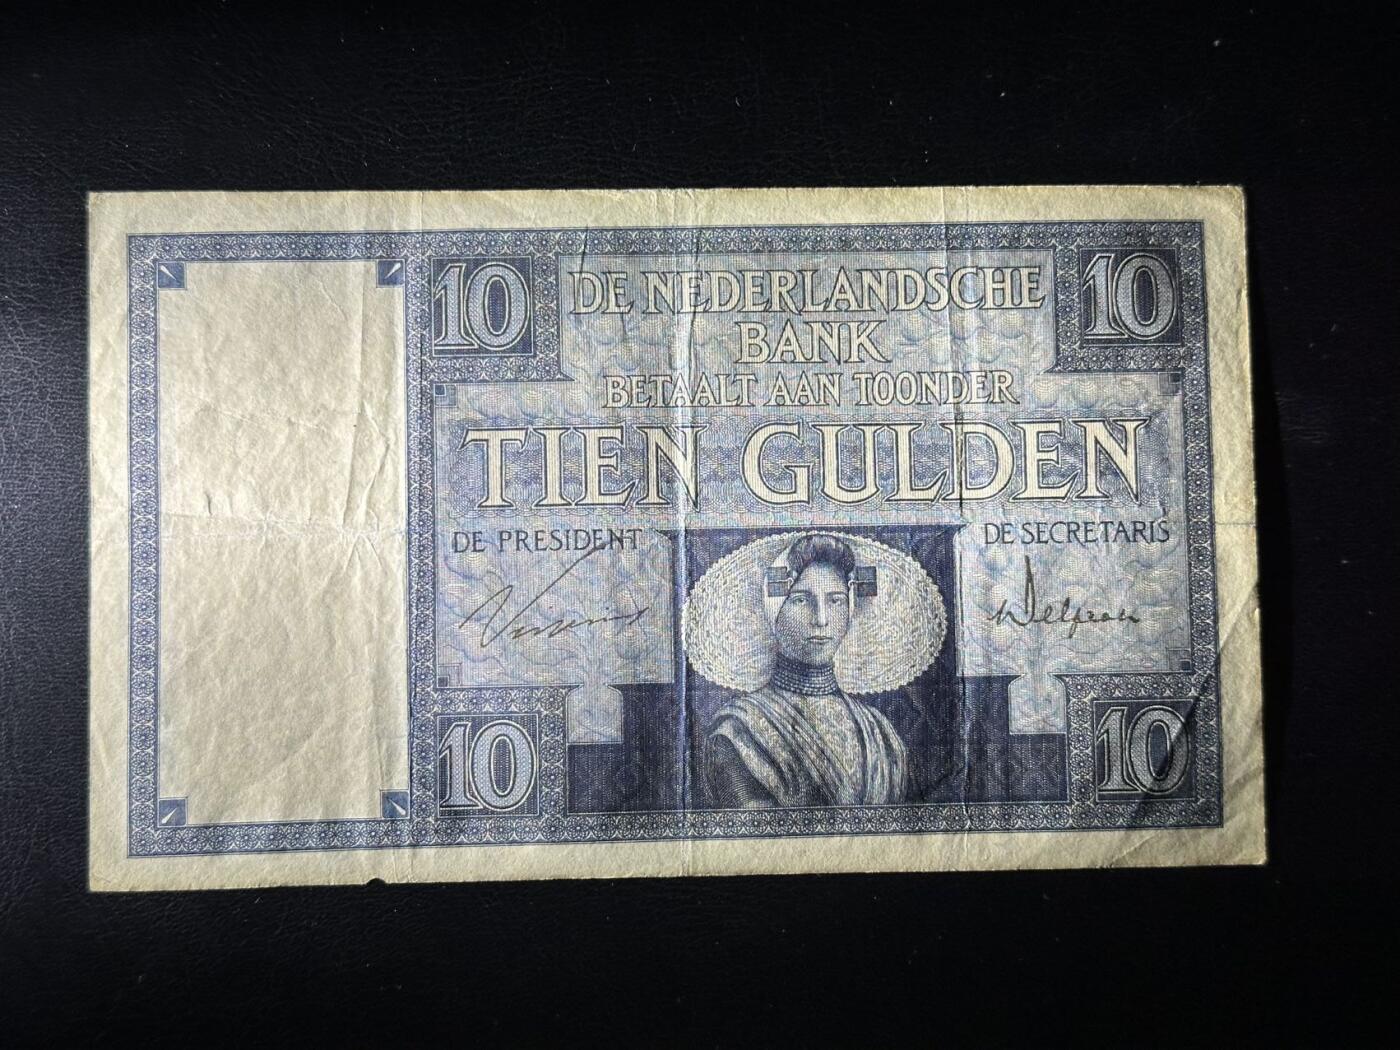 10 DE NEDERLANDSCHE 10
BANK
BETAALT AAN TOONDER
TIEN GULDEN
DE PRESIDENT DE SECRETARIS
10 10